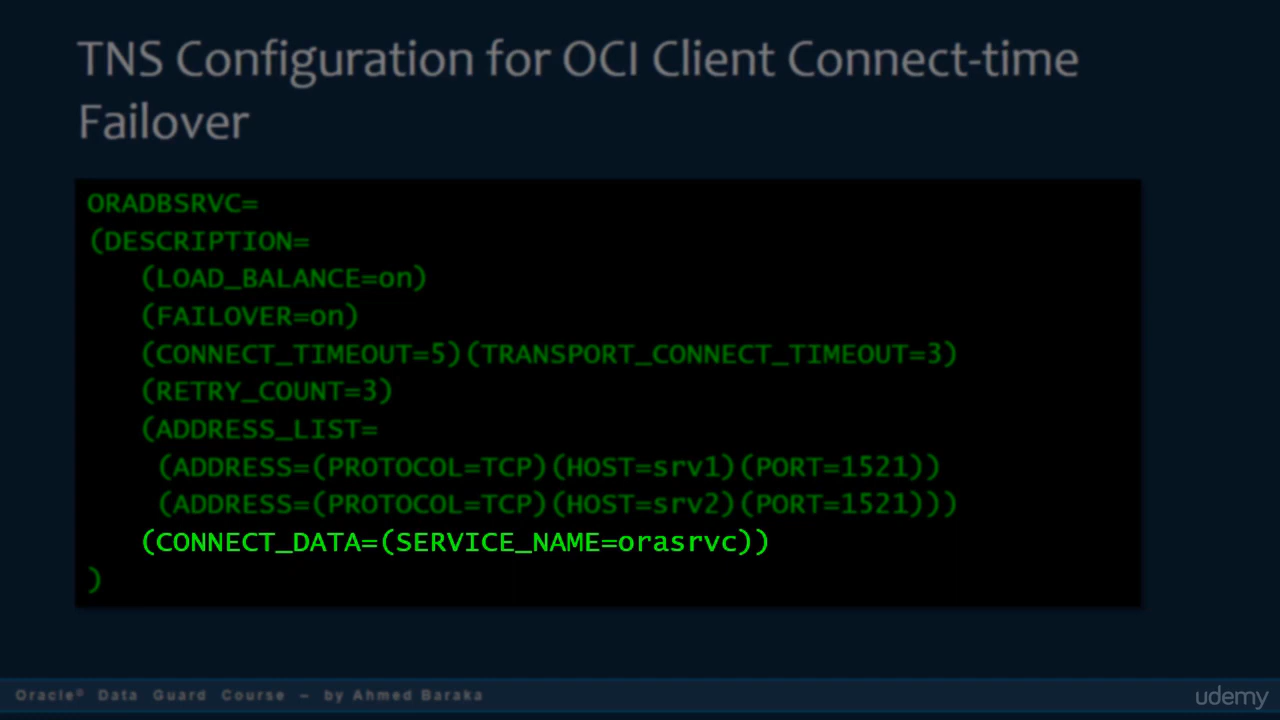 TNS Configuration for OCI Client Connect-time
Failover
ORADBSRVC=
(DESCRIPTION=
(LOAD_BALANCE=on)
(FAILOVER=on)
(CONNECT_TIMEOUT=5)(TRANSPORT_CONNECT_TIMEOUT=3)
(RETRY_COUNT=3)
(ADDRESS_LIST=
(ADDRESS=(PROTOCOL=TCP)(HOST=srv1)(PORT=1521))
(ADDRESS=(PROTOCOL=TCP)(HOST=srv2)(PORT=1521)))
(CONNECT_DATA=(SERVICE_NAME=orasrvc))
)
Oracle® Data Guard Course – by Ahmed Baraka
udemy